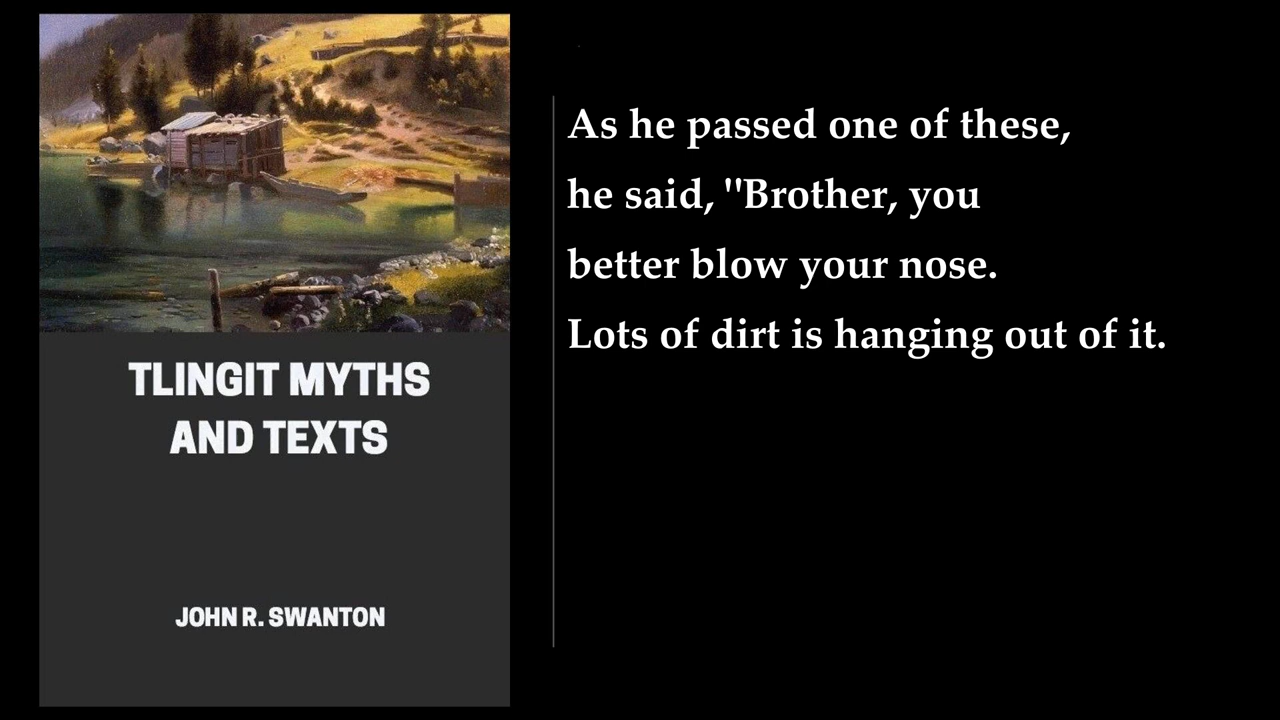 TLINGIT MYTHS
AND TEXTS
JOHN R. SWANTON
As he passed one of these,
he said, "Brother, you
better blow your nose.
Lots of dirt is hanging out of it.